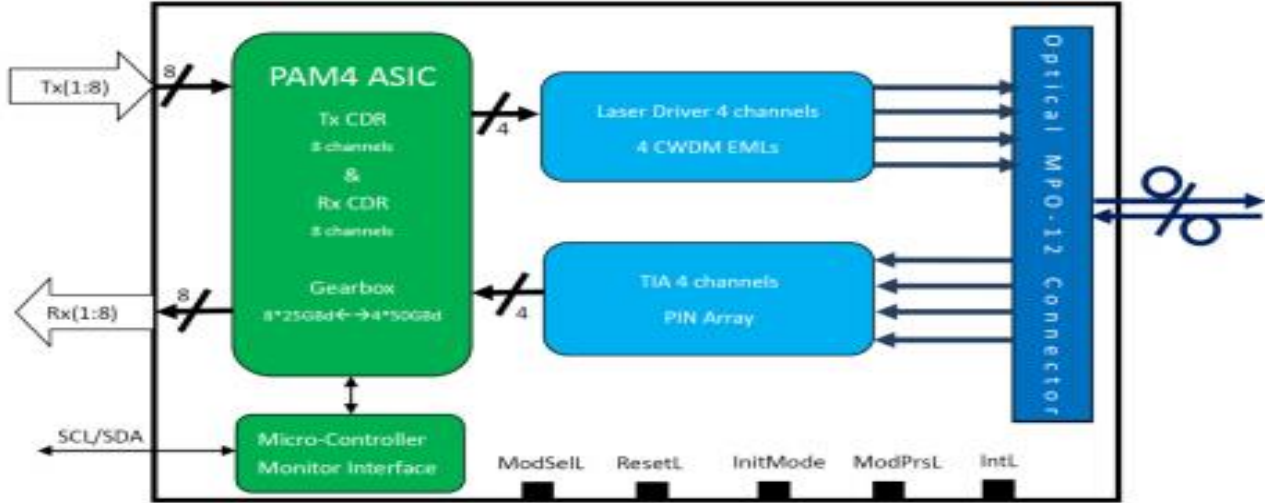 Tx(1:8)
8
PAM4 ASIC
Tx CDR
8 channels
&
Rx CDR
8 channels
Gearbox
8*25GBd←→4*50GBd
4
Laser Driver 4 channels
4 CWDM EMLs
Optical MPO-12 Connector
Rx(1:8)
8
4
TIA 4 channels
PIN Array
SCL/SDA
Micro-Controller
Monitor Interface
ModSelL
ResetL
InitMode
ModPrsL
IntL